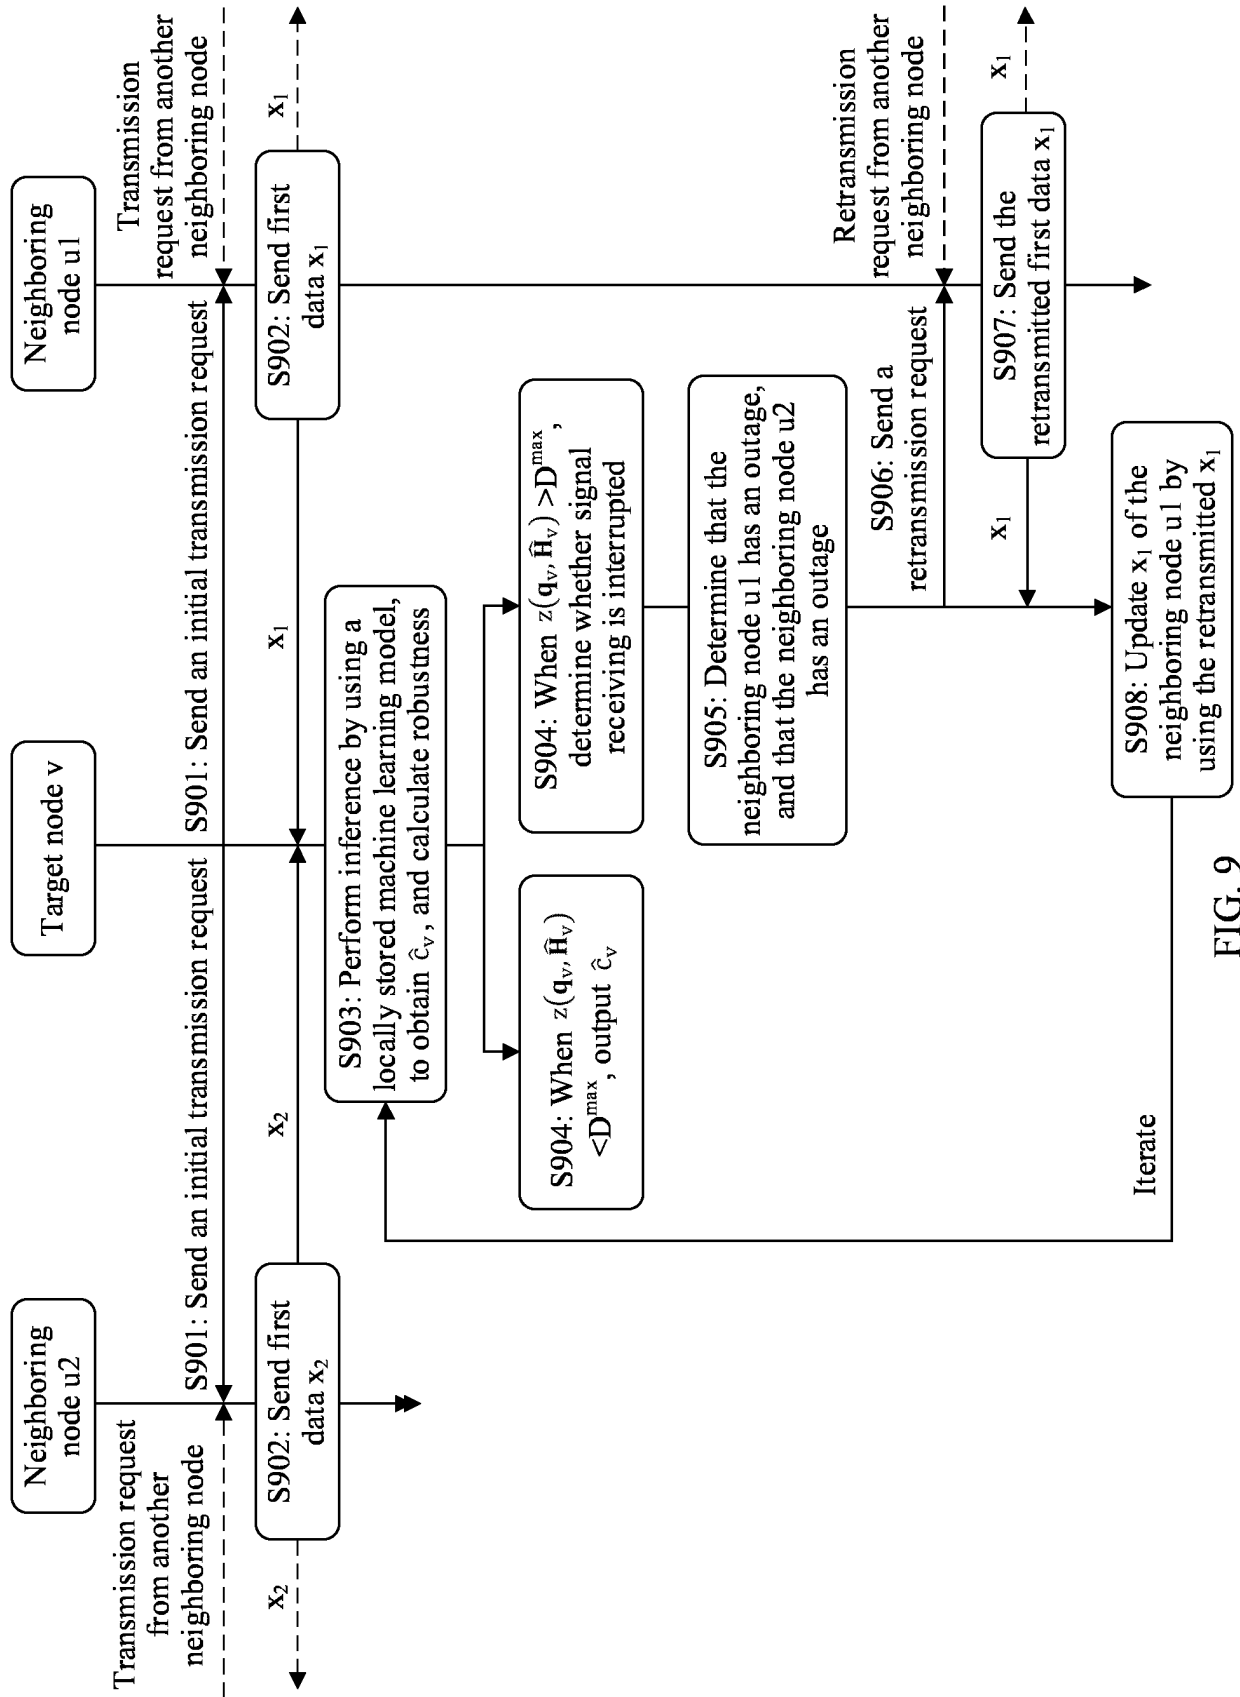 Neighboring
node u2
Target node v
Neighboring
node u1
Transmission request
from another
neighboring node
S901: Send an initial transmission request
S901: Send an initial transmission request
Transmission
request from another
neighboring node
x₂
S902: Send first
data x₂
x₂
x₁
S902: Send first
data x₁
x₁
S903: Perform inference by using a
locally stored machine learning model,
to obtain ĉᵥ, and calculate robustness
S904: When z(qᵥ, Ĥᵥ)
<Dᵐᵃˣ, output ĉᵥ
S904: When z(qᵥ, Ĥᵥ) >Dᵐᵃˣ,
determine whether signal
receiving is interrupted
S905: Determine that the
neighboring node u1 has an outage,
and that the neighboring node u2
has an outage
S906: Send a
retransmission request
Retransmission
request from another
neighboring node
x₁
S907: Send the
retransmitted first data x₁
x₁
S908: Update x₁ of the
neighboring node u1 by
using the retransmitted x₁
Iterate
FIG. 9